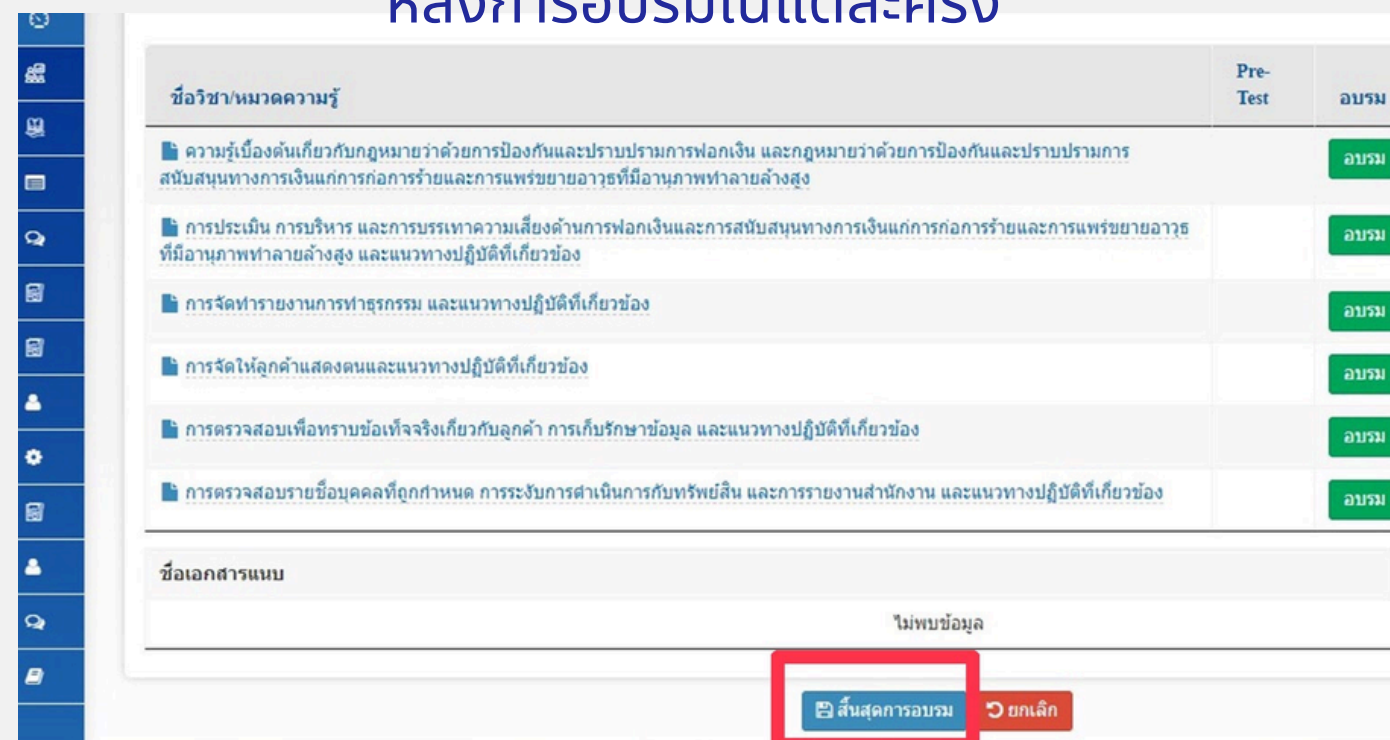 หลังการอบรมในแต่ละครั้ง
Pre-
Test
ชื่อวิชา/หมวดความรู้
อบรม
ความรู้เบื้องต้นเกี่ยวกับกฎหมายว่าด้วยการป้องกันและปราบปรามการฟอกเงิน และกฎหมายว่าด้วยการป้องกันและปราบปรามการ
สนับสนุนทางการเงินแก่การก่อการร้ายและการแพร่ขยายอาวุธที่มีอานุภาพทำลายล้างสูง
อบรม
การประเมิน การบริหาร และการบรรเทาความเสี่ยงด้านการฟอกเงินและการสนับสนุนทางการเงินแก่การก่อการร้ายและการแพร่ขยายอาวุธ
ที่มีอานุภาพทำลายล้างสูง และแนวทางปฏิบัติที่เกี่ยวข้อง
อบรม
การจัดทำรายงานการทำธุรกรรม และแนวทางปฏิบัติที่เกี่ยวข้อง
อบรม
การจัดให้ลูกค้าแสดงตนและแนวทางปฏิบัติที่เกี่ยวข้อง
อบรม
การตรวจสอบเพื่อทราบข้อเท็จจริงเกี่ยวกับลูกค้า การเก็บรักษาข้อมูล และแนวทางปฏิบัติที่เกี่ยวข้อง
อบรม
การตรวจสอบรายชื่อบุคคลที่ถูกกำหนด การระงับการดำเนินการกับทรัพย์สิน และการรายงานสำนักงาน และแนวทางปฏิบัติที่เกี่ยวข้อง
อบรม
ชื่อเอกสารแนบ
ไม่พบข้อมูล
สิ้นสุดการอบรม
ยกเลิก